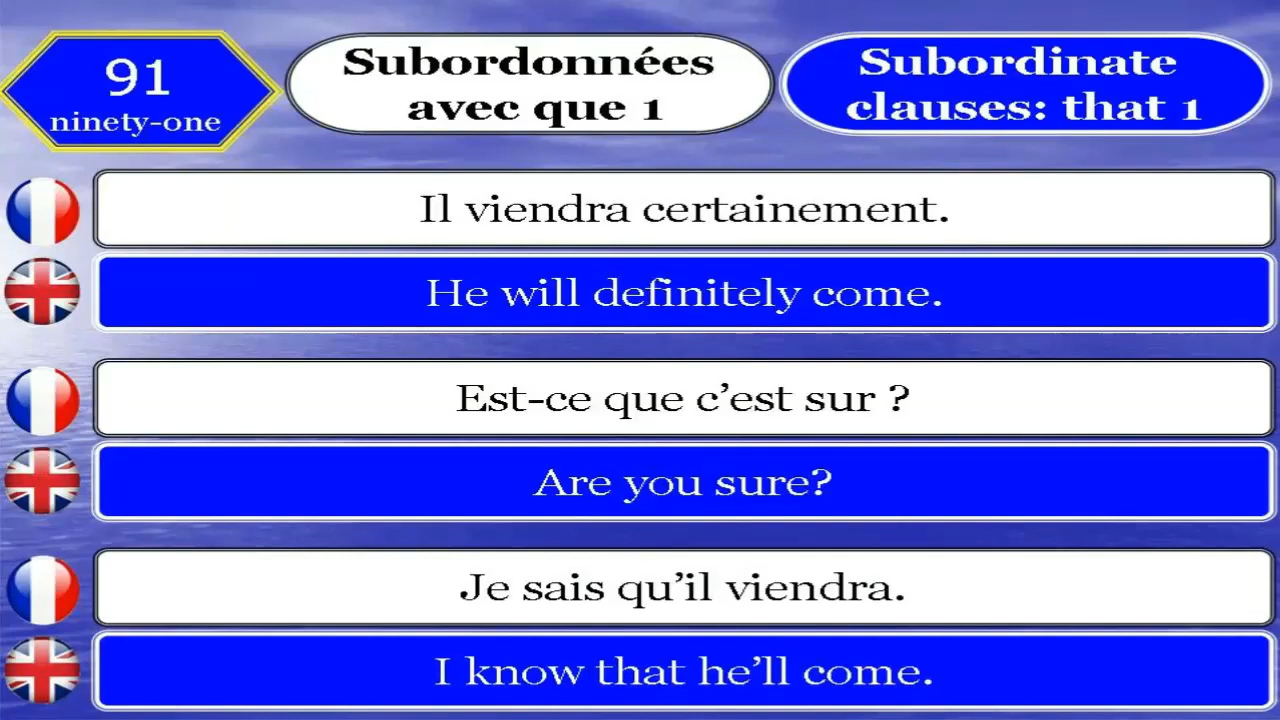 91
ninety-one
Subordonnées
avec que 1
Subordinate
clauses: that 1
Il viendra certainement.
He will definitely come.
Est-ce que c’est sur ?
Are you sure?
Je sais qu’il viendra.
I know that he’ll come.